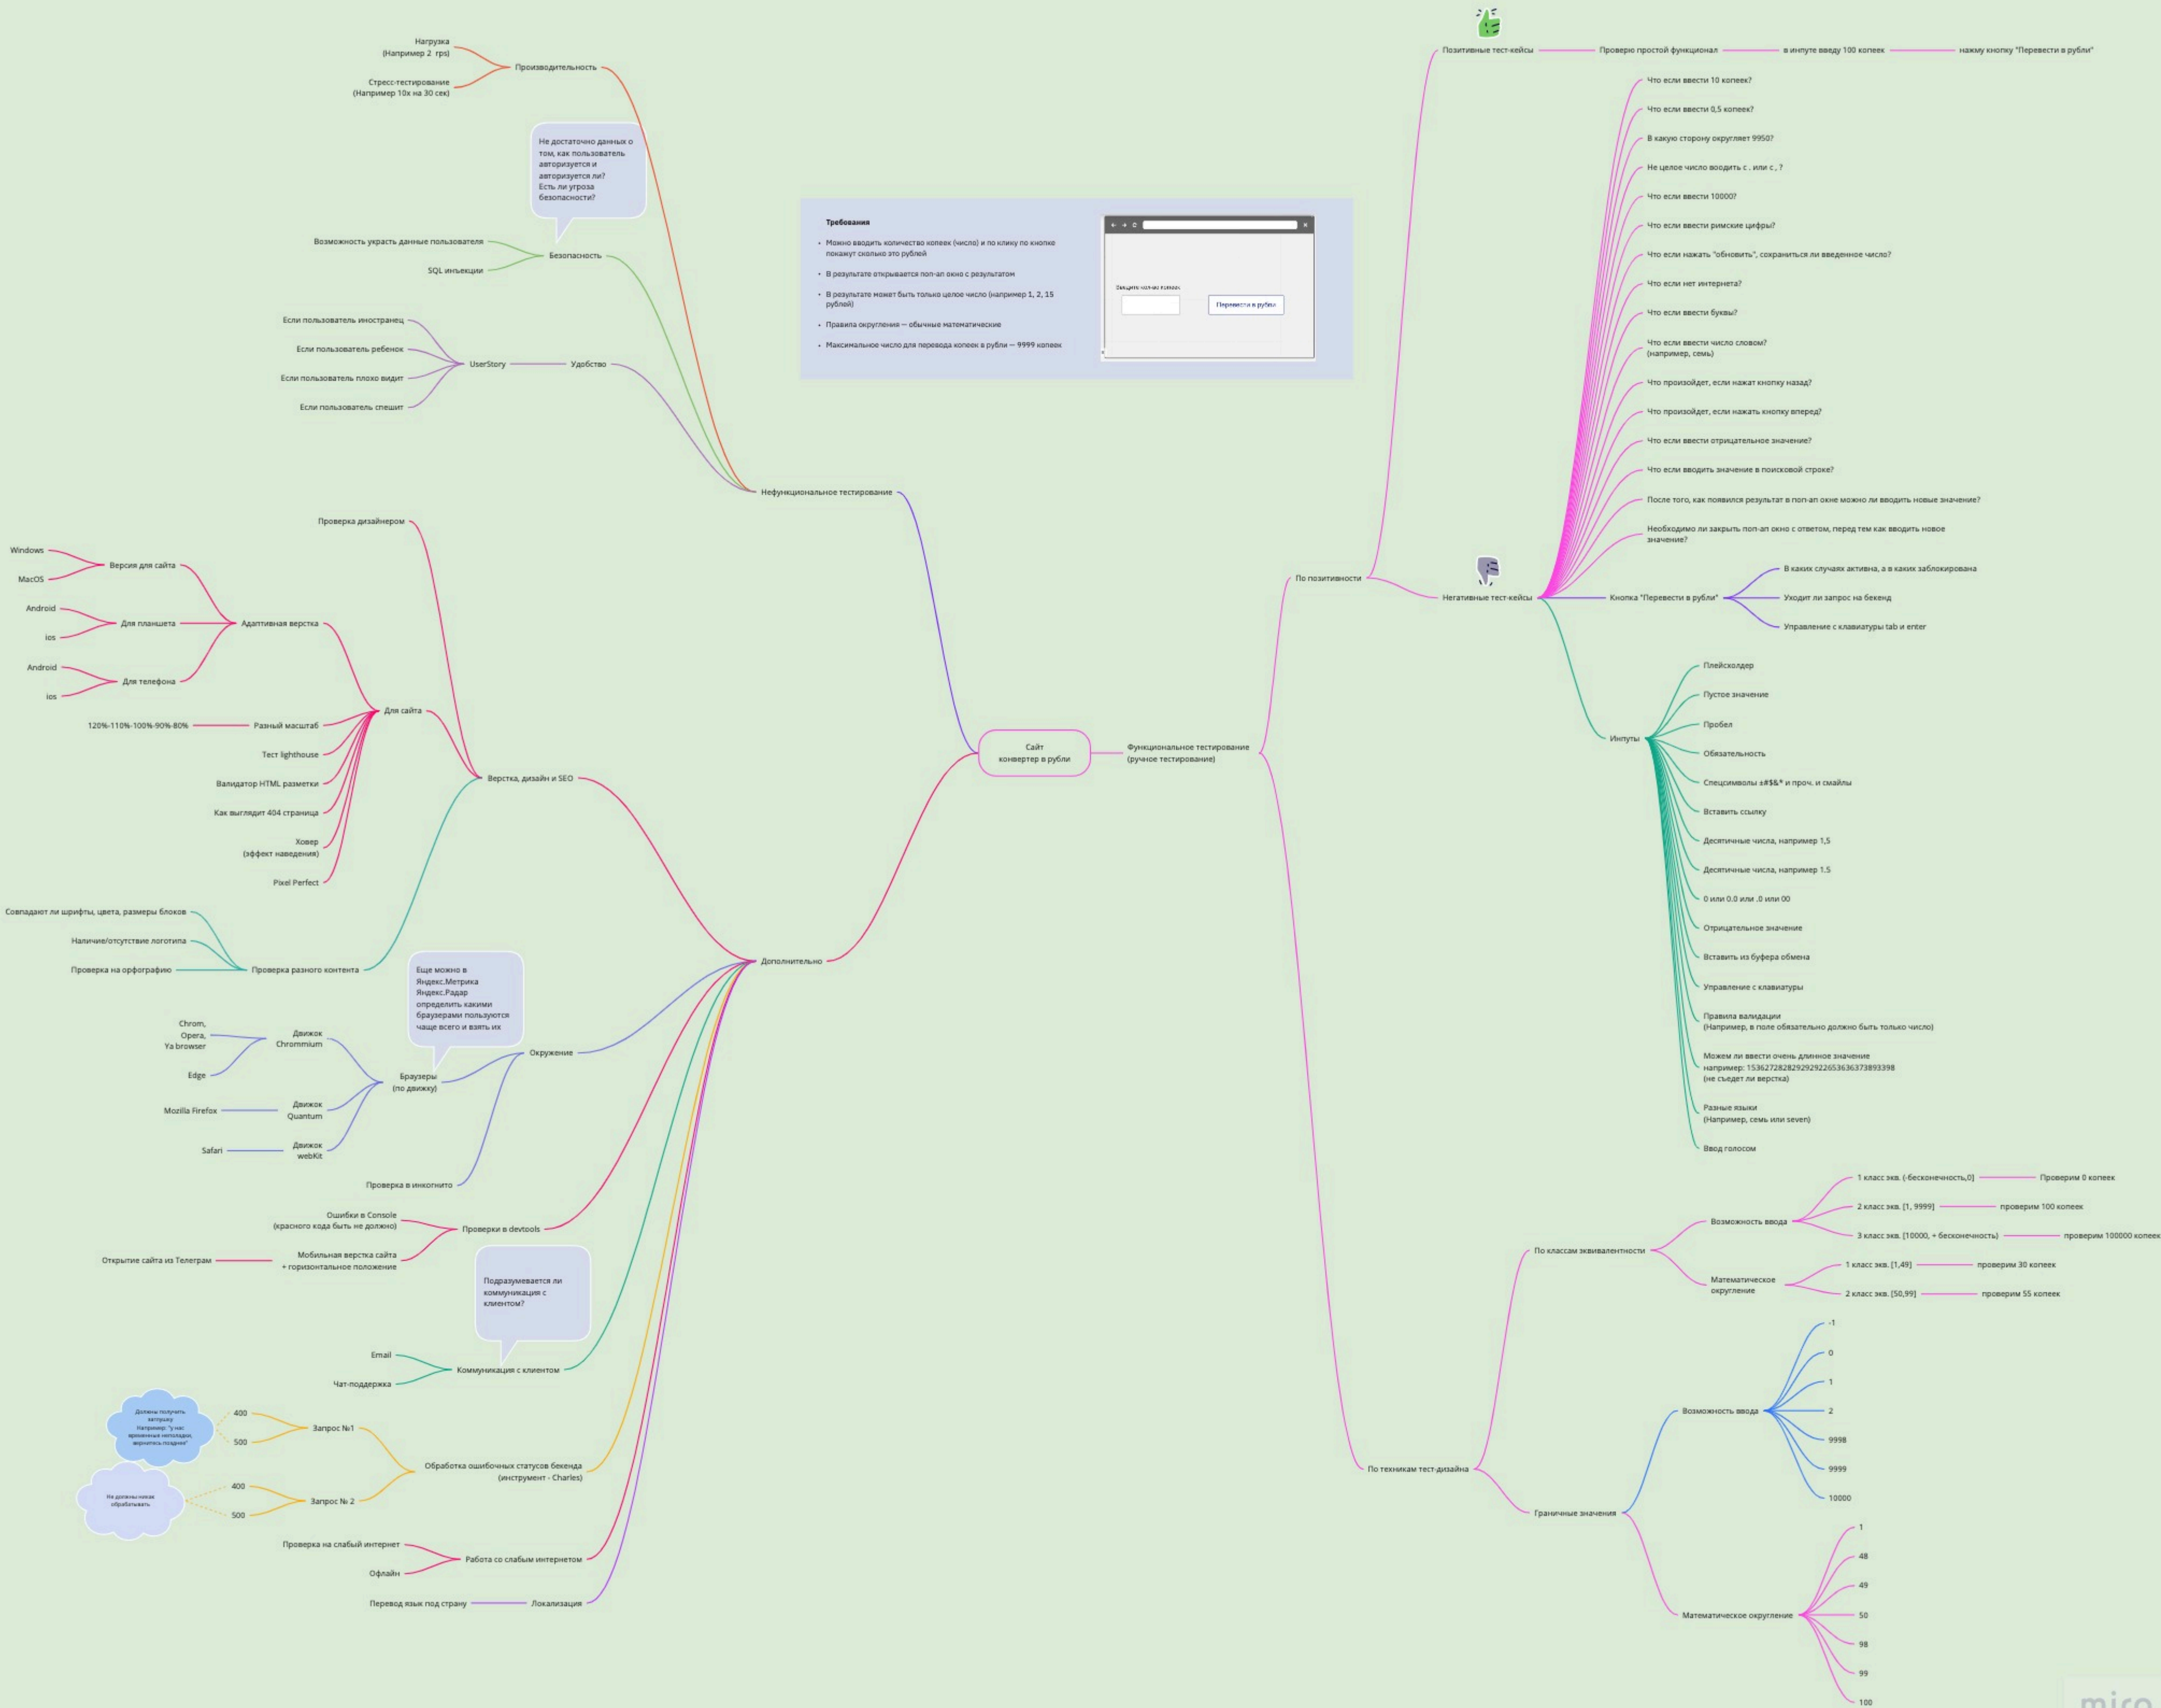 Нагрузка
(Например 2 rps)
Стресс-тестирование
(Например 10x на 30 сек)
Производительность
Не достаточно данных о
том, как пользователь
авторизуется и
авторизуется ли?
Есть ли угроза
безопасности?
Возможность украсть данные пользователя
SQL инъекции
Безопасность
Если пользователь иностранец
Если пользователь ребенок
Если пользователь плохо видит
Если пользователь спешит
UserStory
Удобство
Нефункциональное тестирование
Требования
• Можно вводить количество копеек (число) и по клику по кнопке
покажут сколько это рублей
• В результате открывается поп-ап окно с результатом
• В результате может быть только целое число (например 1, 2, 15
рублей)
• Правила округления — обычные математические
• Максимальное число для перевода копеек в рубли — 9999 копеек
Введите кол-во копеек
Перевести в рубли
Проверка дизайнером
Windows
MacOS
Версия для сайта
Android
ios
Для планшета
Android
ios
Для телефона
Адаптивная верстка
120%-110%-100%-90%-80%
Разный масштаб
Тест lighthouse
Валидатор HTML разметки
Как выглядит 404 страница
Ховер
(эффект наведения)
Pixel Perfect
Для сайта
Верстка, дизайн и SEO
Совпадают ли шрифты, цвета, размеры блоков
Наличие/отсутствие логотипа
Проверка на орфографию
Проверка разного контента
Еще можно в
Яндекс.Метрика
Яндекс.Радар
определить какими
браузерами пользуются
чаще всего и взять их
Chrom,
Opera,
Ya browser
Edge
Движок
Chrommium
Mozilla Firefox
Движок
Quantum
Safari
Движок
webKit
Браузеры
(по движку)
Окружение
Проверка в инкогнито
Ошибки в Console
(красного кода быть не должно)
Открытие сайта из Телеграм
Мобильная верстка сайта
+ горизонтальное положение
Проверки в devtools
Подразумевается ли
коммуникация с
клиентом?
Email
Чат-поддержка
Коммуникация с клиентом
Должны получить
заглушку
Например: "у нас
временные неполадки,
вернитесь позднее"
400
500
Запрос №1
Не должны никак
обрабатывать
400
500
Запрос № 2
Обработка ошибочных статусов бекенда
(инструмент - Charles)
Проверка на слабый интернет
Офлайн
Работа со слабым интернетом
Перевод язык под страну
Локализация
Дополнительно
Сайт
конвертер в рубли
Функциональное тестирование
(ручное тестирование)
По позитивности
Позитивные тест-кейсы
Проверю простой функционал
в инпуте введу 100 копеек
нажму кнопку "Перевести в рубли"
Негативные тест-кейсы
Что если ввести 10 копеек?
Что если ввести 0,5 копеек?
В какую сторону округляет 9950?
Не целое число воодить с . или с , ?
Что если ввести 10000?
Что если ввести римские цифры?
Что если нажать "обновить", сохраниться ли введенное число?
Что если нет интернета?
Что если ввести буквы?
Что если ввести число словом?
(например, семь)
Что произойдет, если нажат кнопку назад?
Что произойдет, если нажать кнопку вперед?
Что если ввести отрицательное значение?
Что если вводить значение в поисковой строке?
После того, как появился результат в поп-ап окне можно ли вводить новые значение?
Необходимо ли закрыть поп-ап окно с ответом, перед тем как вводить новое
значение?
Кнопка "Перевести в рубли"
В каких случаях активна, а в каких заблокирована
Уходит ли запрос на бекенд
Управление с клавиатуры tab и enter
Инпуты
Плейсхолдер
Пустое значение
Пробел
Обязательность
Спецсимволы ±#$&* и проч. и смайлы
Вставить ссылку
Десятичные числа, например 1,5
Десятичные числа, например 1.5
0 или 0.0 или .0 или 00
Отрицательное значение
Вставить из буфера обмена
Управление с клавиатуры
Правила валидации
(Например, в поле обязательно должно быть только число)
Можем ли ввести очень длинное значение
например: 1536272828292929226536363738933​98
(не съедет ли верстка)
Разные языки
(Например, семь или seven)
Ввод голосом
По техникам тест-дизайна
По классам эквивалентности
Возможность ввода
1 класс экв. (-бесконечность,0]
Проверим 0 копеек
2 класс экв. [1, 9999]
проверим 100 копеек
3 класс экв. [10000, + бесконечность)
проверим 100000 копеек
Математическое
округление
1 класс экв. [1,49]
проверим 30 копеек
2 класс экв. [50,99]
проверим 55 копеек
Граничные значения
Возможность ввода
-1
0
1
2
9998
9999
10000
Математическое округление
1
48
49
50
98
99
100
miro